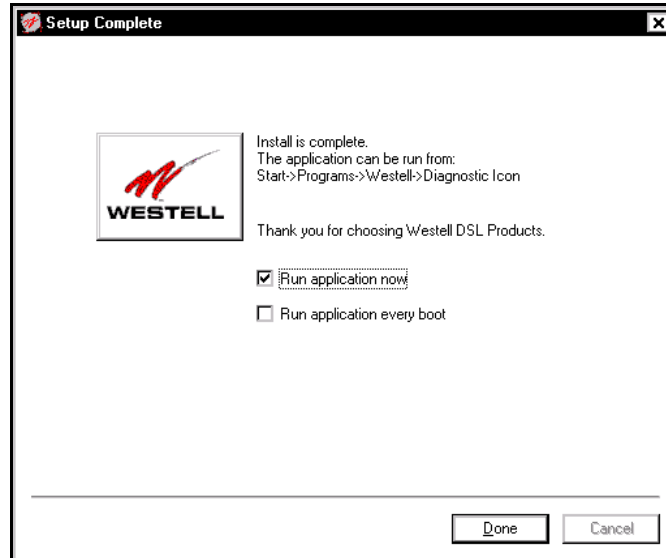 Setup Complete
Install is complete.
The application can be run from:
Start->Programs->Westell->Diagnostic Icon
WESTELL
Thank you for choosing Westell DSL Products.
Run application now
Run application every boot
Done
Cancel